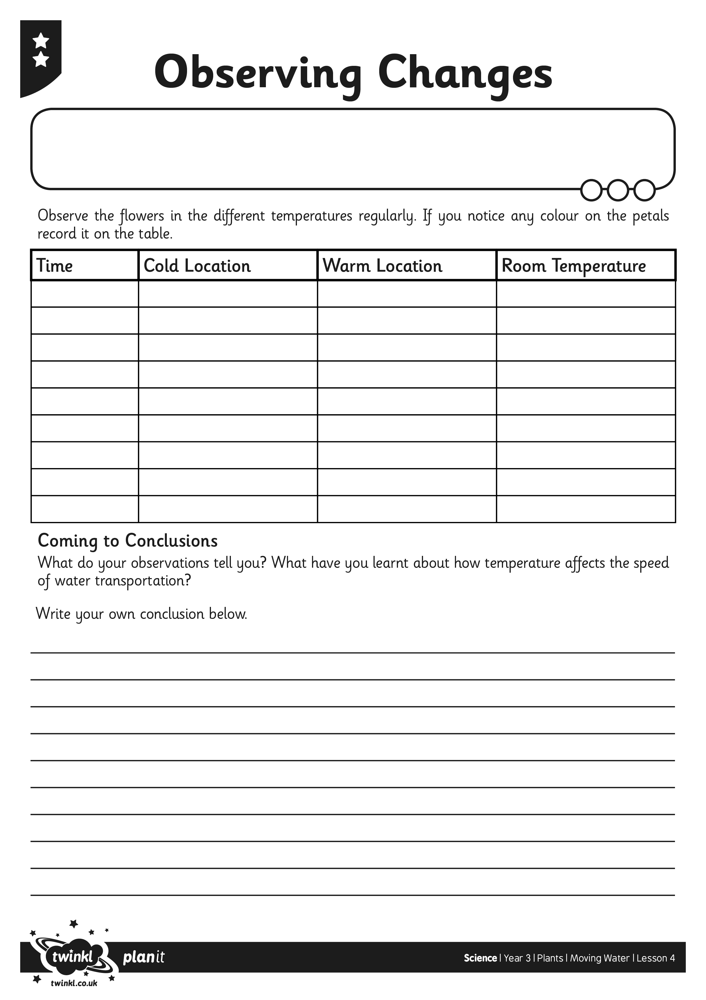 Observing Changes
Observe the flowers in the different temperatures regularly. If you notice any colour on the petals
record it on the table.
Time
Cold Location
Warm Location
Room Temperature
Coming to Conclusions
What do your observations tell you? What have you learnt about how temperature affects the speed
of water transportation?
Write your own conclusion below.
twinkl
planit
Science | Year 3 | Plants | Moving Water | Lesson 4
twinkl.co.uk